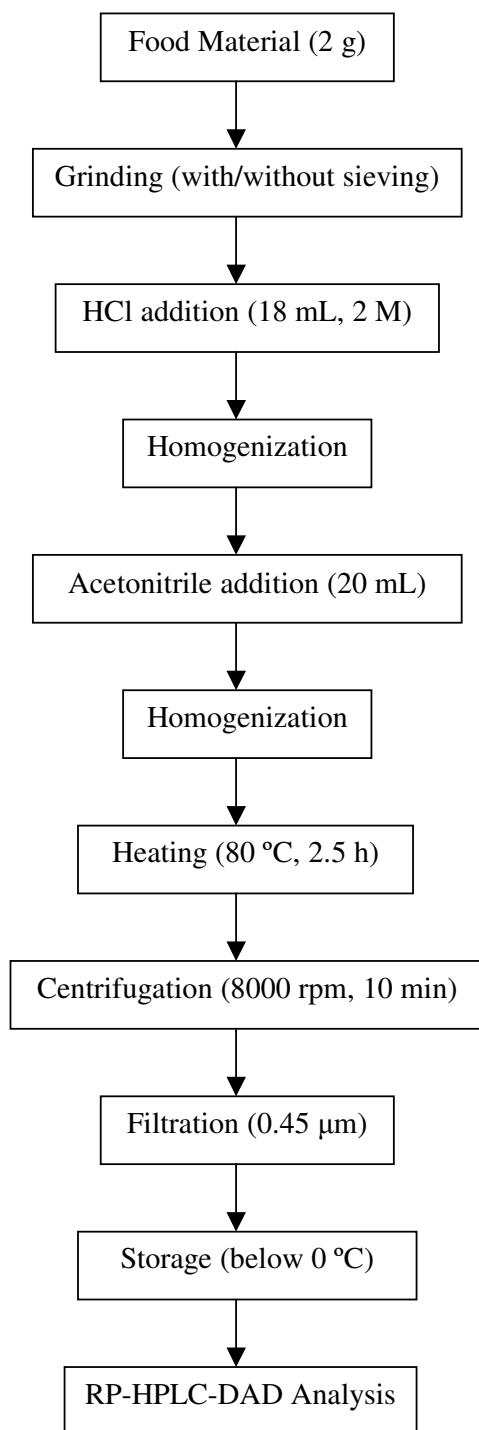 Food Material (2 g)
Grinding (with/without sieving)
HCl addition (18 mL, 2 M)
Homogenization
Acetonitrile addition (20 mL)
Homogenization
Heating (80 ºC, 2.5 h)
Centrifugation (8000 rpm, 10 min)
Filtration (0.45 μm)
Storage (below 0 ºC)
RP-HPLC-DAD Analysis